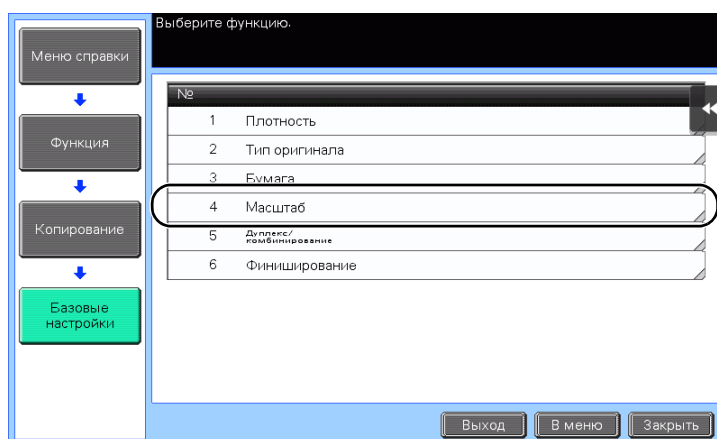 Выберите функцию.
Меню справки
Функция
Копирование
Базовые
настройки
№
1 Плотность
2 Тип оригинала
3 Бумага
4 Масштаб
5 Дуплекс/
комбинирование
6 Финиширование
Выход
В меню
Закрыть